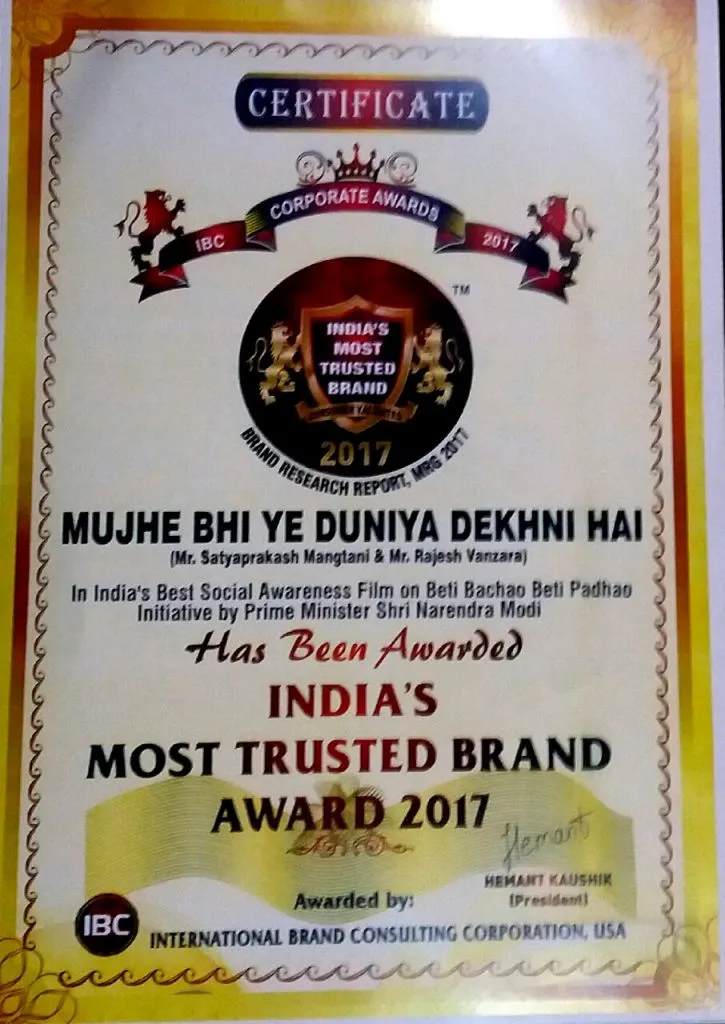 CERTIFICATE
IBC CORPORATE AWARDS 2017
TM
INDIA'S
MOST
TRUSTED
BRAND
2017
BRAND RESEARCH REPORT, MRG 2017
MUJHE BHI YE DUNIYA DEKHNI HAI
(Mr. Satyaprakash Mangtani & Mr. Rajesh Vanzara)
In India's Best Social Awareness Film on Beti Bachao Beti Padhao
Initiative by Prime Minister Shri Narendra Modi
Has Been Awarded
INDIA'S
MOST TRUSTED BRAND
AWARD 2017
Hemant
HEMANT KAUSHIK
(President)
Awarded by:
IBC
INTERNATIONAL BRAND CONSULTING CORPORATION, USA